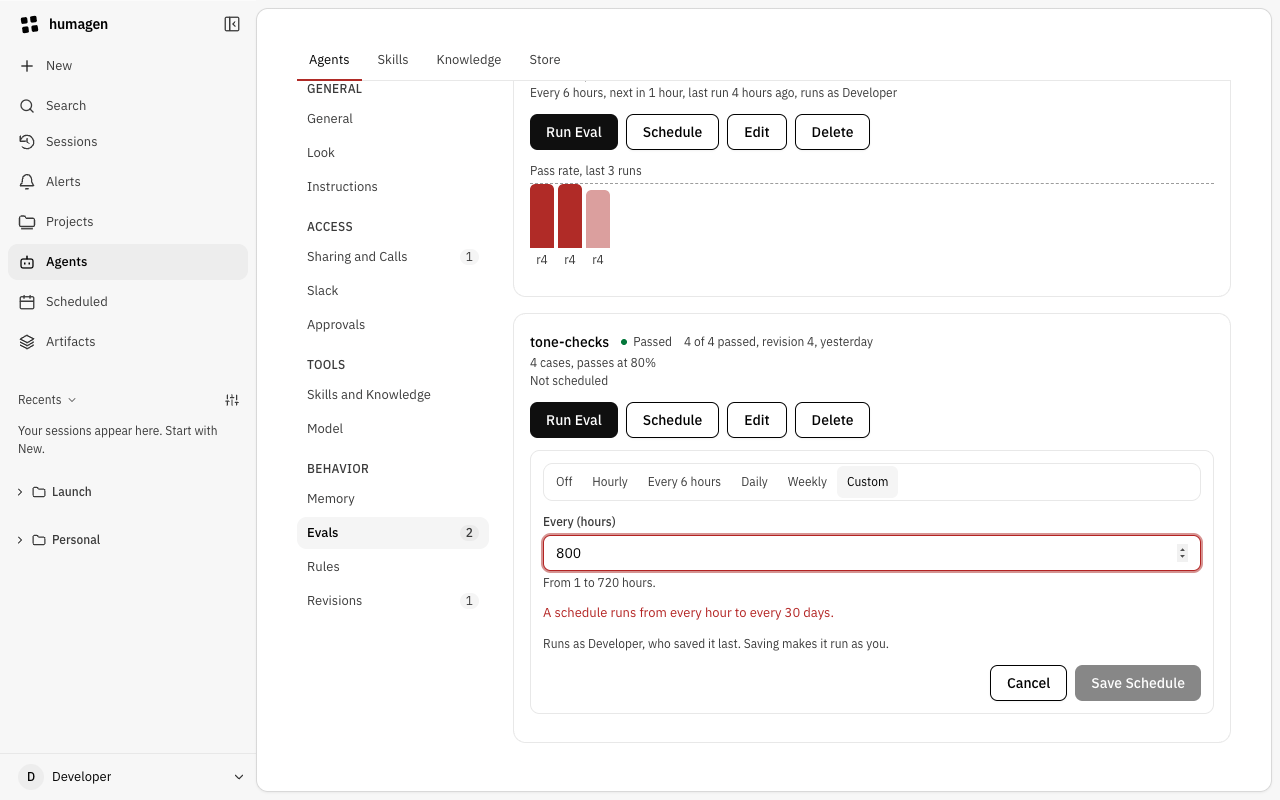 humagen
New
Search
Sessions
Alerts
Projects
Agents
Scheduled
Artifacts
Recents
Your sessions appear here. Start with
New.
Launch
Personal
D
Developer
Agents
Skills
Knowledge
Store
GENERAL
General
Look
Instructions
ACCESS
Sharing and Calls 1
Slack
Approvals
TOOLS
Skills and Knowledge
Model
BEHAVIOR
Memory
Evals 2
Rules
Revisions 1
Every 6 hours, next in 1 hour, last run 4 hours ago, runs as Developer
Run Eval Schedule Edit Delete
Pass rate, last 3 runs
r4 r4 r4
tone-checks Passed 4 of 4 passed, revision 4, yesterday
4 cases, passes at 80%
Not scheduled
Run Eval Schedule Edit Delete
Off Hourly Every 6 hours Daily Weekly Custom
Every (hours)
800
From 1 to 720 hours.
A schedule runs from every hour to every 30 days.
Runs as Developer, who saved it last. Saving makes it run as you.
Cancel Save Schedule